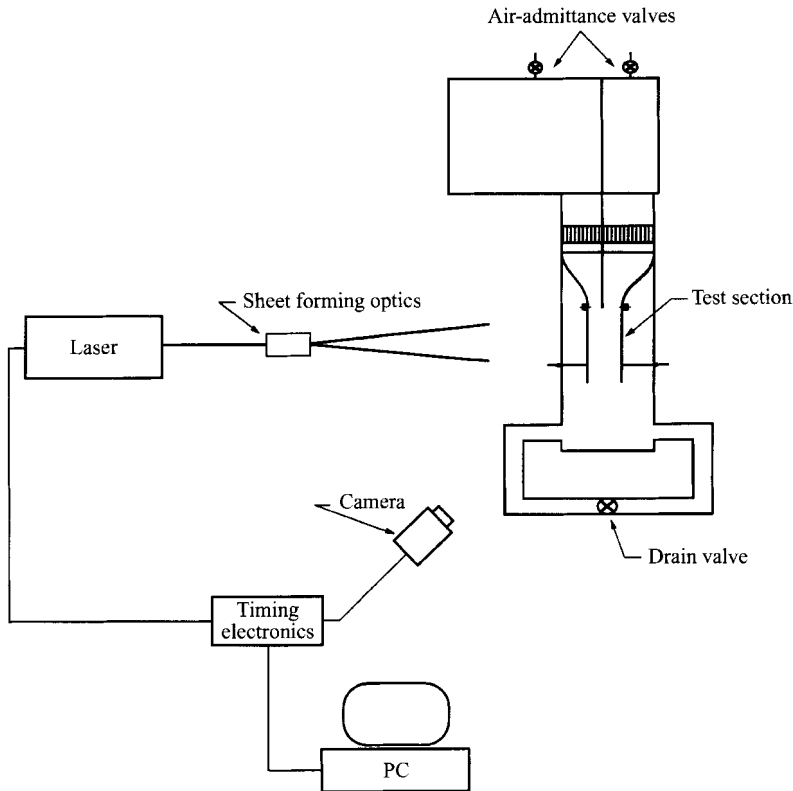 Air-admittance valves
Sheet forming optics
Test section
Laser
Camera
Drain valve
Timing
electronics
PC